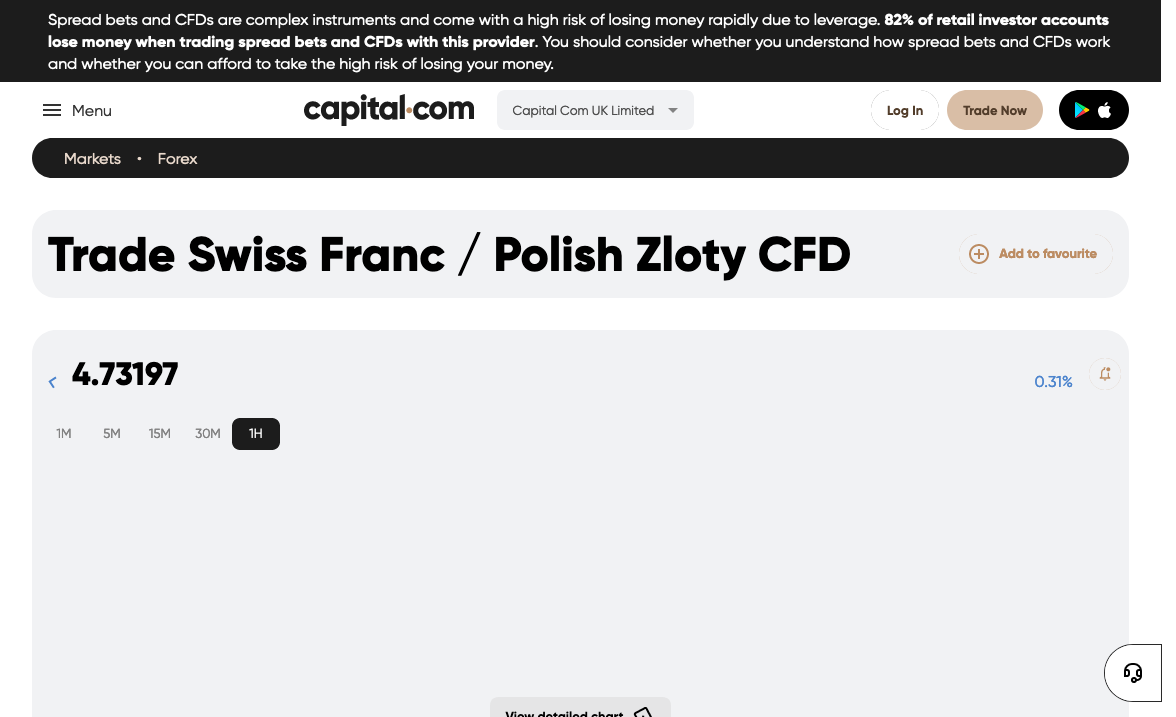 Spread bets and CFDs are complex instruments and come with a high risk of losing money rapidly due to leverage. 82% of retail investor accounts
lose money when trading spread bets and CFDs with this provider. You should consider whether you understand how spread bets and CFDs work
and whether you can afford to take the high risk of losing your money.
Menu
capital.com
Capital Com UK Limited
Log In
Trade Now
Markets • Forex
Trade Swiss Franc / Polish Zloty CFD
Add to favourite
4.73197
0.31%
1M 5M 15M 30M 1H
View detailed chart